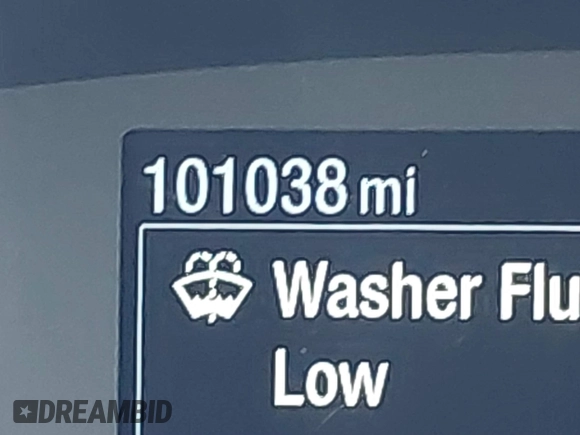 101038 mi
Washer Flu
Low
DREAMBID